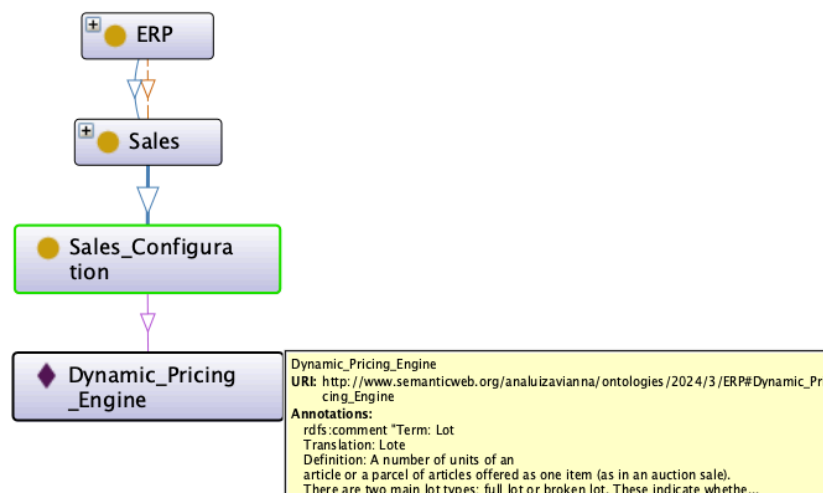 ERP
Sales
Sales_Configura
tion
Dynamic_Pricing
_Engine
Dynamic_Pricing_Engine
URI: http://www.semanticweb.org/analuizavianna/ontologies/2024/3/ERP#Dynamic_Pr
cing_Engine
Annotations:
rdfs:comment "Term: Lot
Translation: Lote
Definition: A number of units of an
article or a parcel of articles offered as one item (as in an auction sale).
There are two main lot types: full lot or broken lot. These indicate whethe...